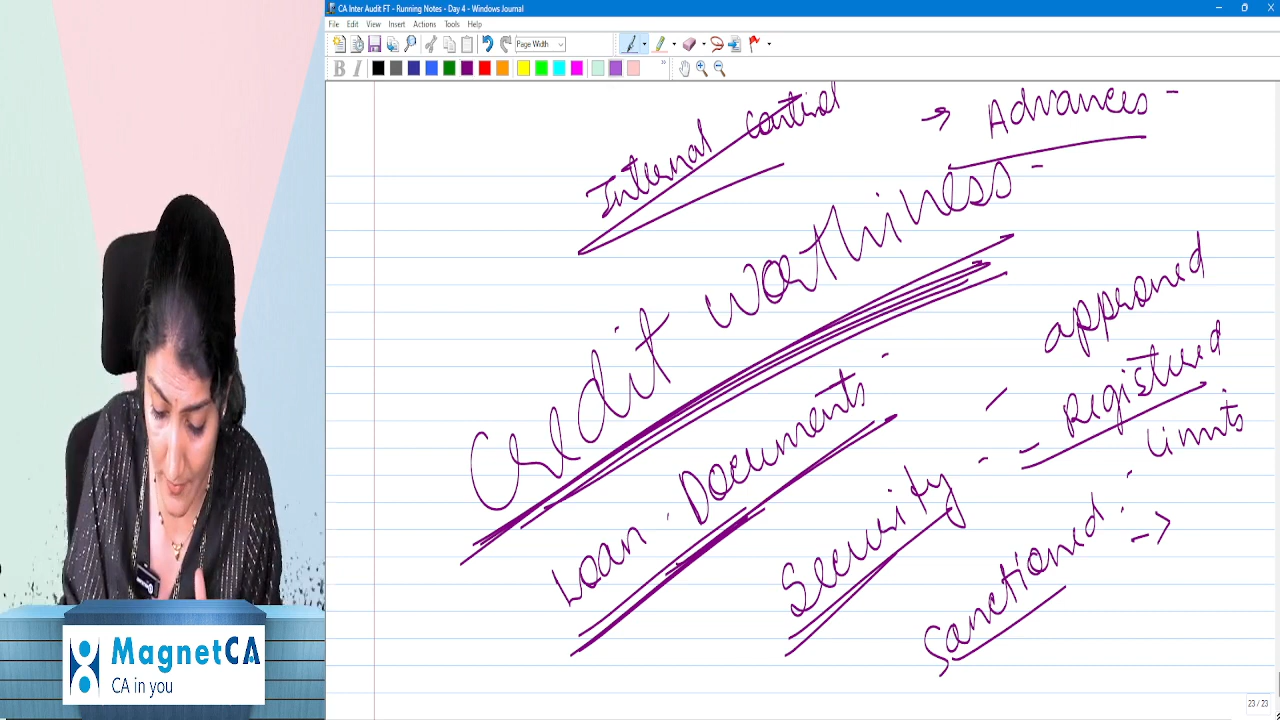 CA Inter Audit FT - Running Notes - Day 4 - Windows Journal
File Edit View Insert Actions Tools Help
Page Width
B I
Internal control → Advances -
Credit worthiness -
Loan Documents -
Security - - approved
- Registered
Sanctioned . limits
- >
MagnetCA
CA in you
23 / 23